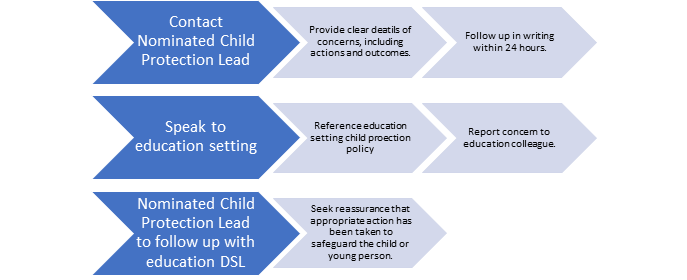 Contact
Nominated Child
Protection Lead
Provide clear deatils of
concerns, including
actions and outcomes.
Follow up in writing
within 24 hours.
Speak to
education setting
Reference education
setting child proection
policy
Report concern to
education colleague.
Nominated Child
Protection Lead
to follow up with
education DSL
Seek reassurance that
appropriate action has
been taken to
safeguard the child or
young person.